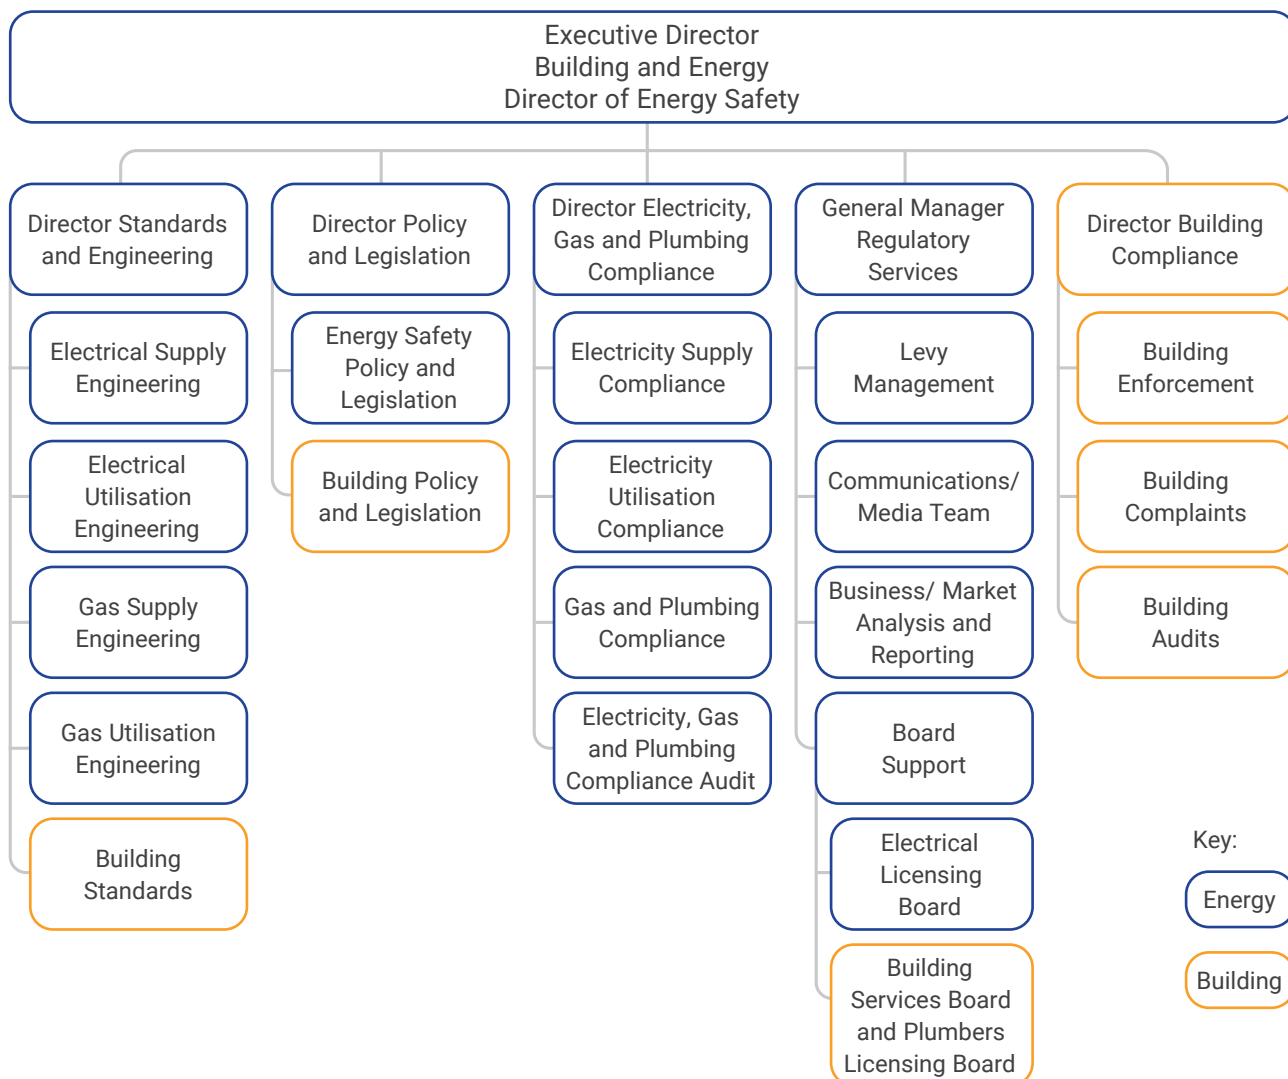 Executive Director
Building and Energy
Director of Energy Safety
Director Standards
and Engineering
Electrical Supply
Engineering
Electrical
Utilisation
Engineering
Gas Supply
Engineering
Gas Utilisation
Engineering
Building
Standards
Director Policy
and Legislation
Energy Safety
Policy and
Legislation
Building Policy
and Legislation
Director Electricity,
Gas and Plumbing
Compliance
Electricity Supply
Compliance
Electricity
Utilisation
Compliance
Gas and Plumbing
Compliance
Electricity, Gas
and Plumbing
Compliance Audit
General Manager
Regulatory
Services
Levy
Management
Communications/
Media Team
Business/ Market
Analysis and
Reporting
Board
Support
Electrical
Licensing
Board
Building
Services Board
and Plumbers
Licensing Board
Director Building
Compliance
Building
Enforcement
Building
Complaints
Building
Audits
Key:
Energy
Building